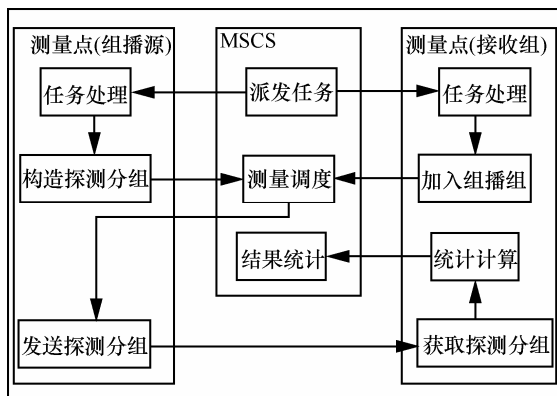 测量点(组播源)
MSCS
测量点(接收组)
任务处理
派发任务
任务处理
构造探测分组
测量调度
加入组播组
结果统计
统计计算
发送探测分组
获取探测分组